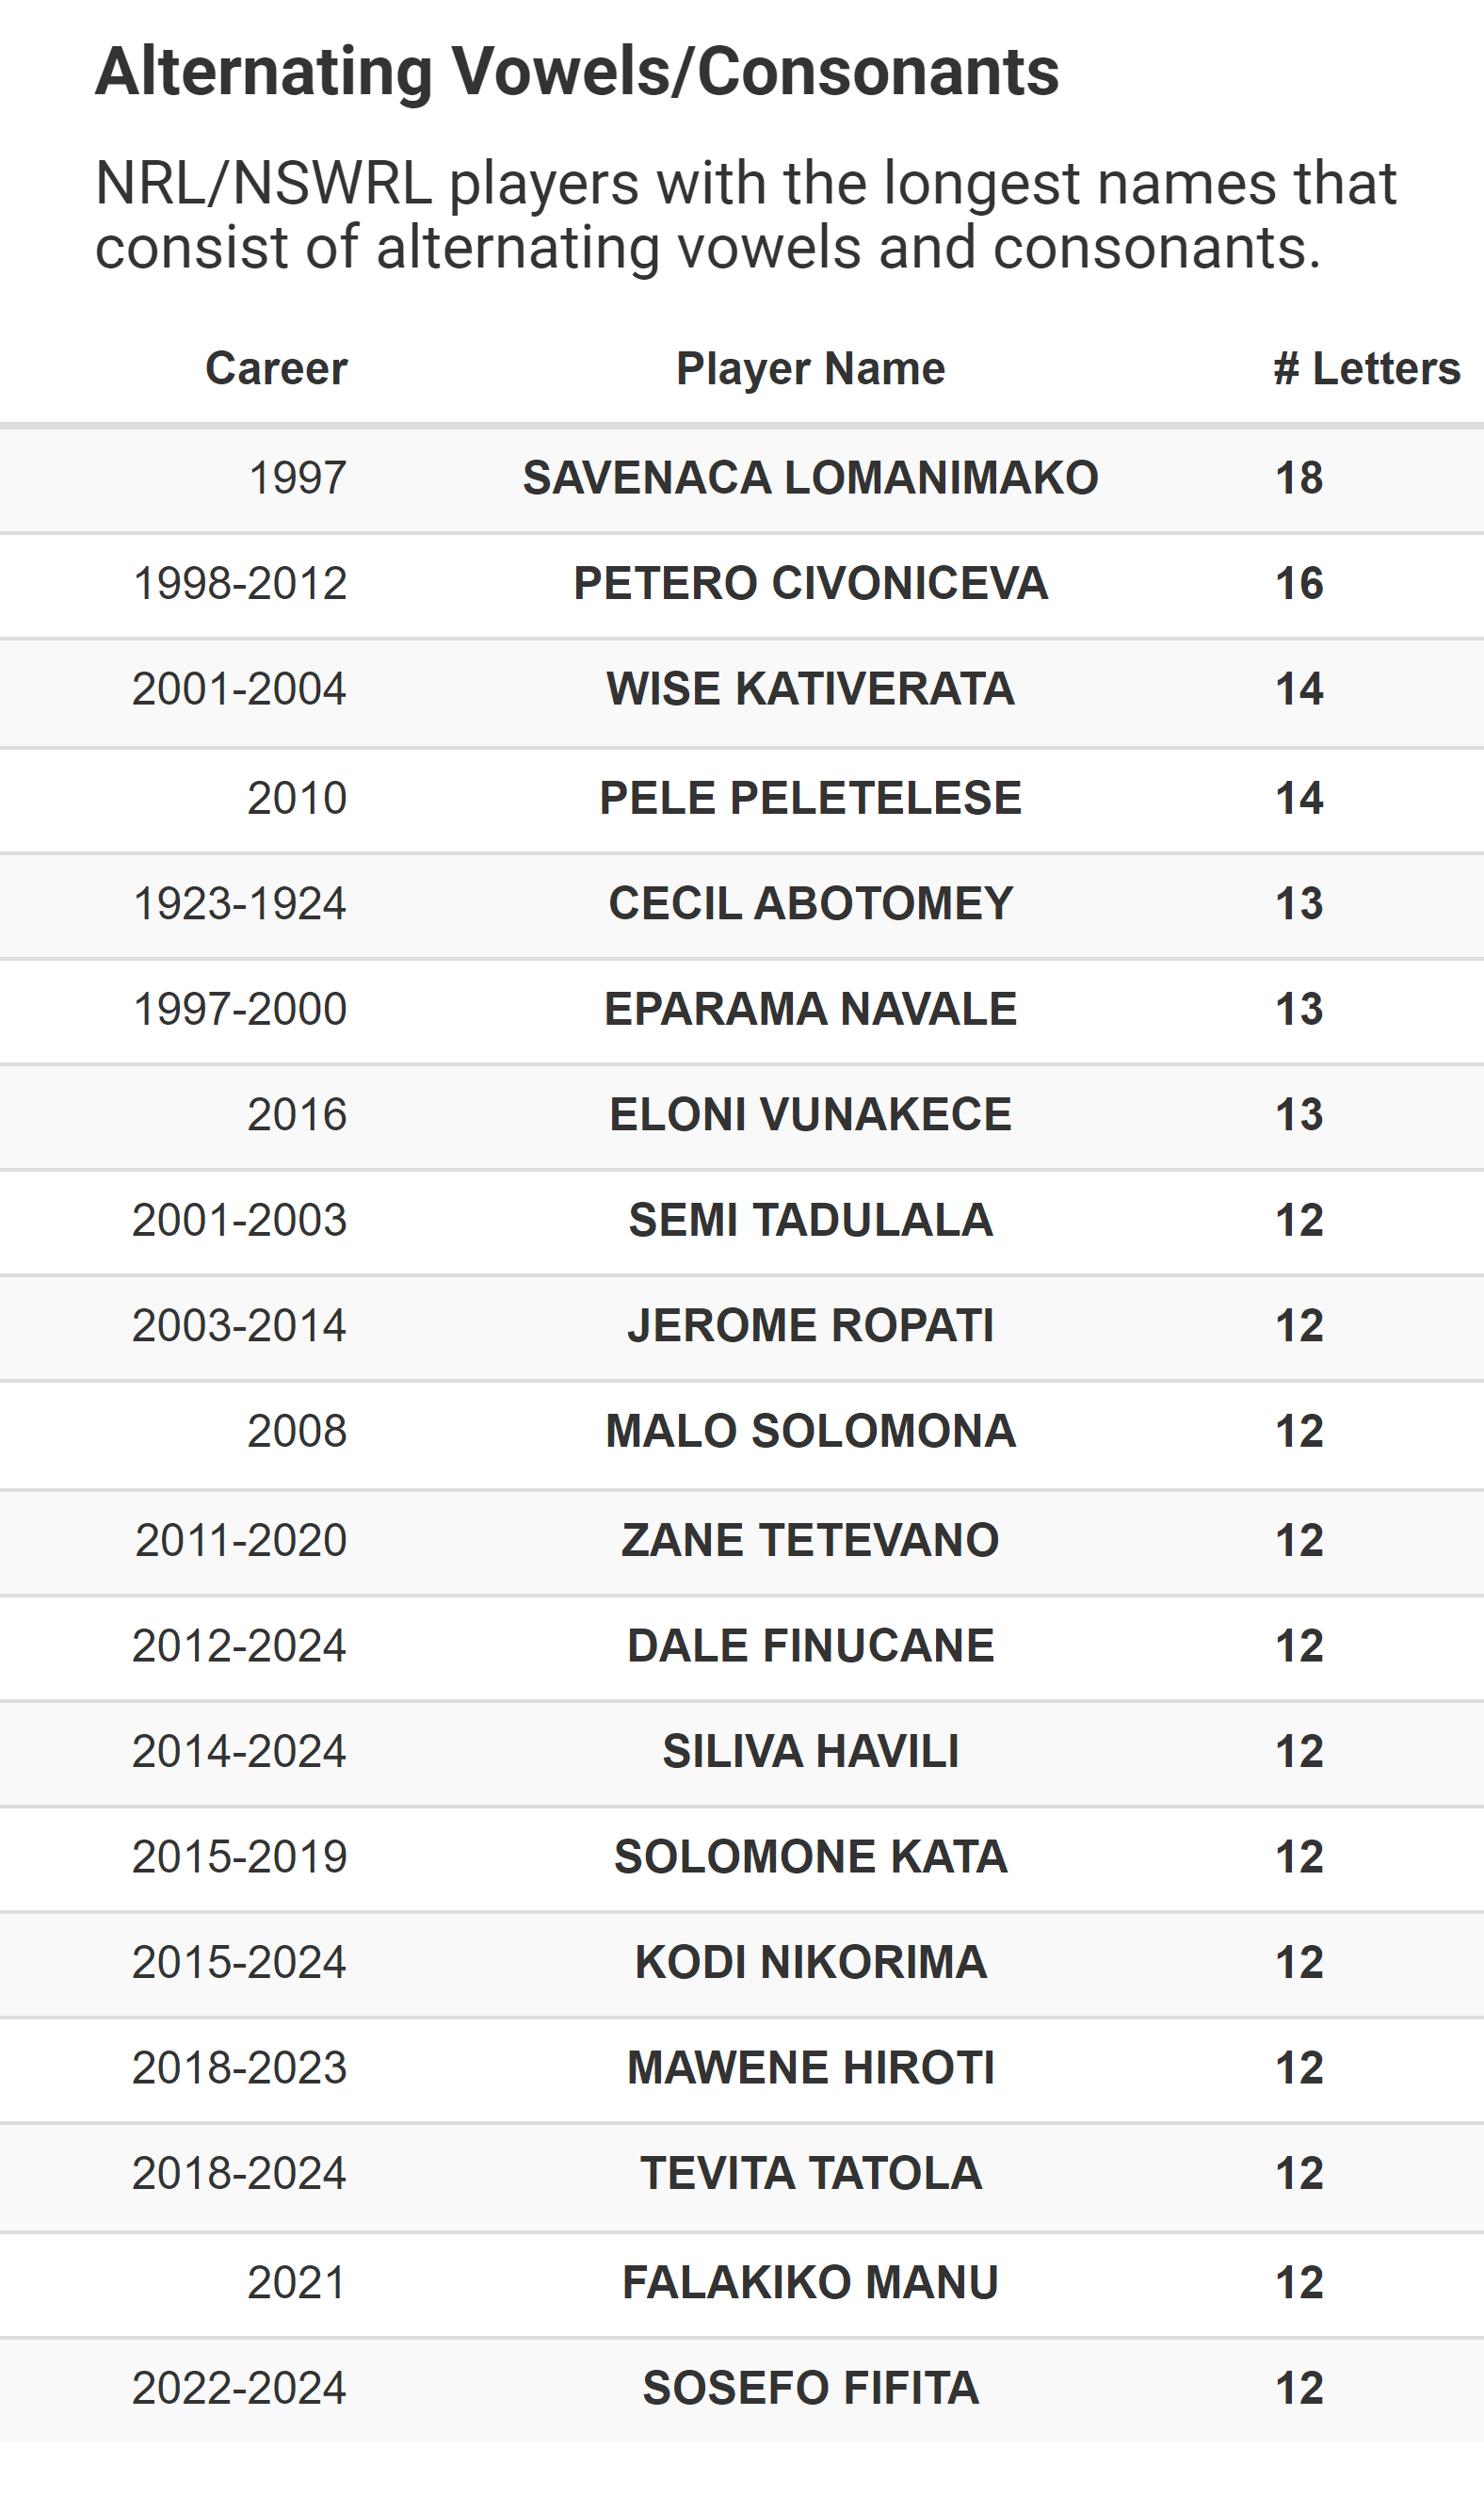 Alternating Vowels/Consonants
NRL/NSWRL players with the longest names that
consist of alternating vowels and consonants.
Career Player Name # Letters
1997 SAVENACA LOMANIMAKO 18
1998-2012 PETERO CIVONICEVA 16
2001-2004 WISE KATIVERATA 14
2010 PELE PELETELESE 14
1923-1924 CECIL ABOTOMEY 13
1997-2000 EPARAMA NAVALE 13
2016 ELONI VUNAKECE 13
2001-2003 SEMI TADULALA 12
2003-2014 JEROME ROPATI 12
2008 MALO SOLOMONA 12
2011-2020 ZANE TETEVANO 12
2012-2024 DALE FINUCANE 12
2014-2024 SILIVA HAVILI 12
2015-2019 SOLOMONE KATA 12
2015-2024 KODI NIKORIMA 12
2018-2023 MAWENE HIROTI 12
2018-2024 TEVITA TATOLA 12
2021 FALAKIKO MANU 12
2022-2024 SOSEFO FIFITA 12